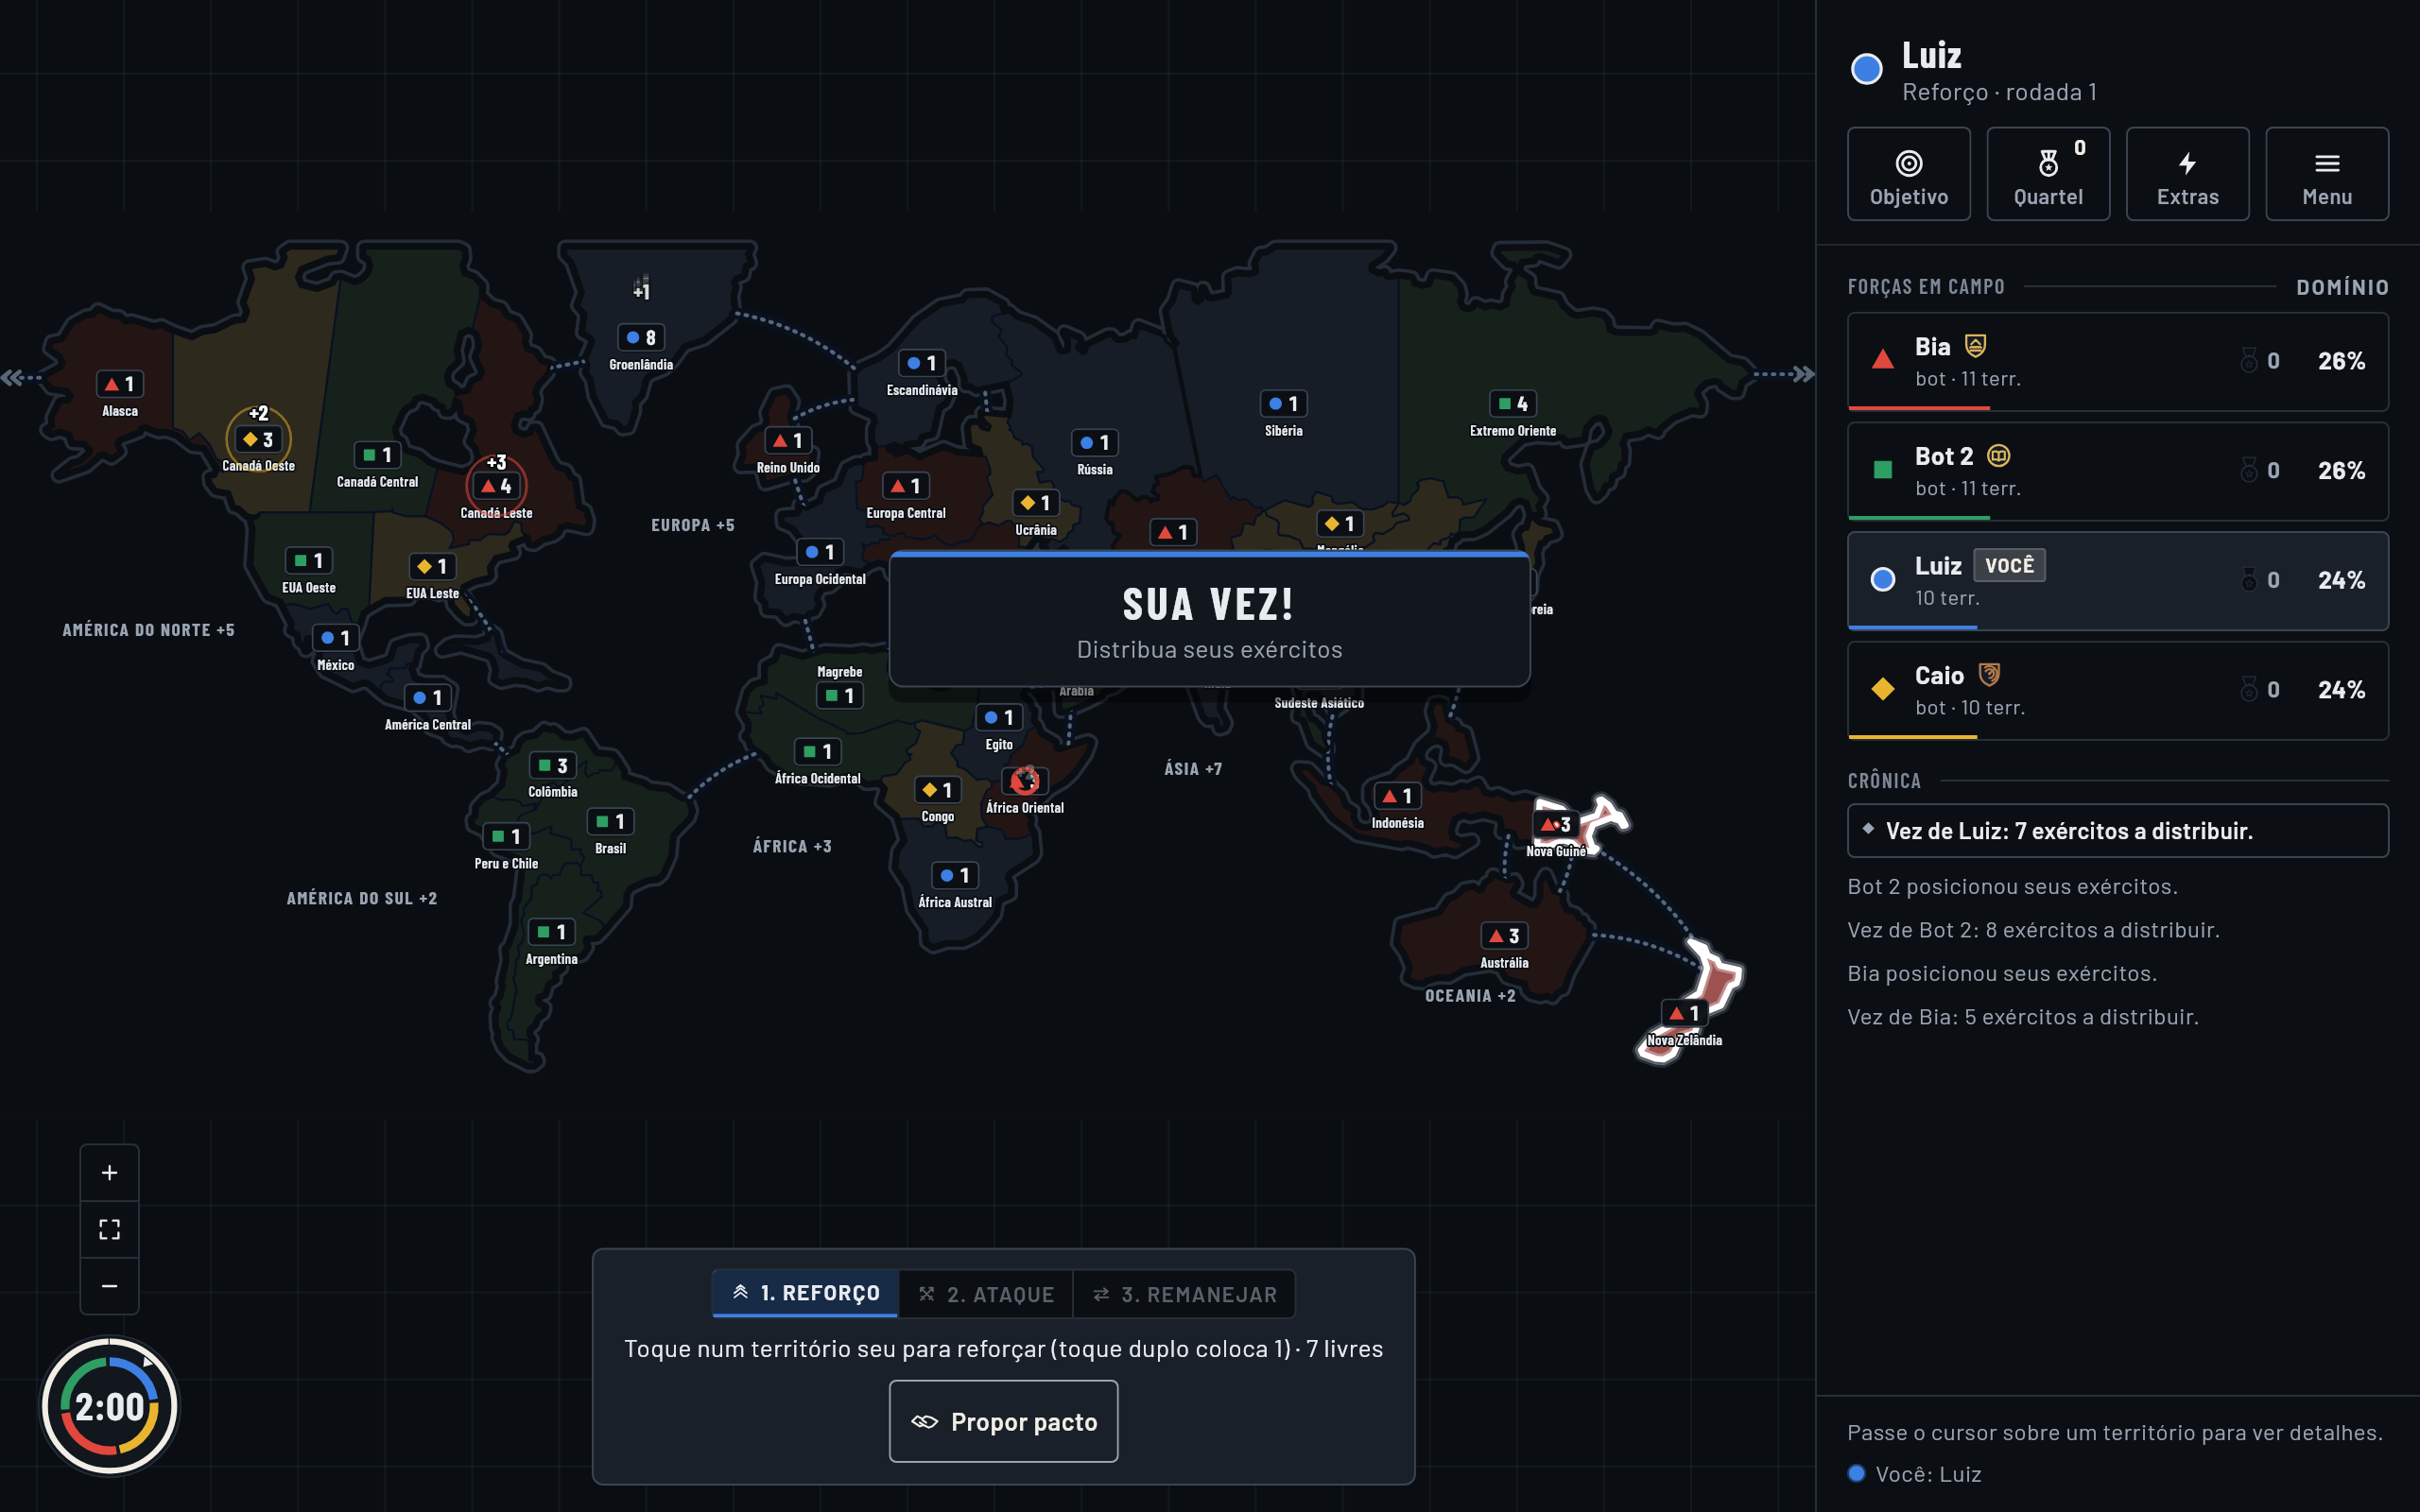 Luiz
Reforço · rodada 1
0
Objetivo
Quartel
Extras
Menu
FORÇAS EM CAMPO
DOMÍNIO
Bia
bot · 11 terr.
0
26%
Bot 2
bot · 11 terr.
0
26%
Luiz
VOCÊ
10 terr.
0
24%
Caio
bot · 10 terr.
0
24%
CRÔNICA
Vez de Luiz: 7 exércitos a distribuir.
Bot 2 posicionou seus exércitos.
Vez de Bot 2: 8 exércitos a distribuir.
Bia posicionou seus exércitos.
Vez de Bia: 5 exércitos a distribuir.
Passe o cursor sobre um território para ver detalhes.
Você: Luiz
+1
8
Groenlândia
1
Alasca
+2
3
Canadá Oeste
1
Canadá Central
+3
4
Canadá Leste
1
EUA Oeste
1
EUA Leste
1
México
1
América Central
AMÉRICA DO NORTE +5
3
Colômbia
1
Peru e Chile
1
Brasil
1
Argentina
AMÉRICA DO SUL +2
1
Escandinávia
1
Reino Unido
1
Europa Central
1
Ucrânia
1
Rússia
1
Europa Ocidental
EUROPA +5
1
Sibéria
4
Extremo Oriente
1
1
SUA VEZ!
Distribua seus exércitos
reia
Arábia
Sudeste Asiático
ÁSIA +7
Magrebe
1
1
África Ocidental
1
Egito
1
Congo
África Oriental
1
África Austral
ÁFRICA +3
1
Indonésia
3
Nova Guiné
3
Austrália
1
Nova Zelândia
OCEANIA +2
+
−
2:00
1. REFORÇO
2. ATAQUE
3. REMANEJAR
Toque num território seu para reforçar (toque duplo coloca 1) · 7 livres
Propor pacto